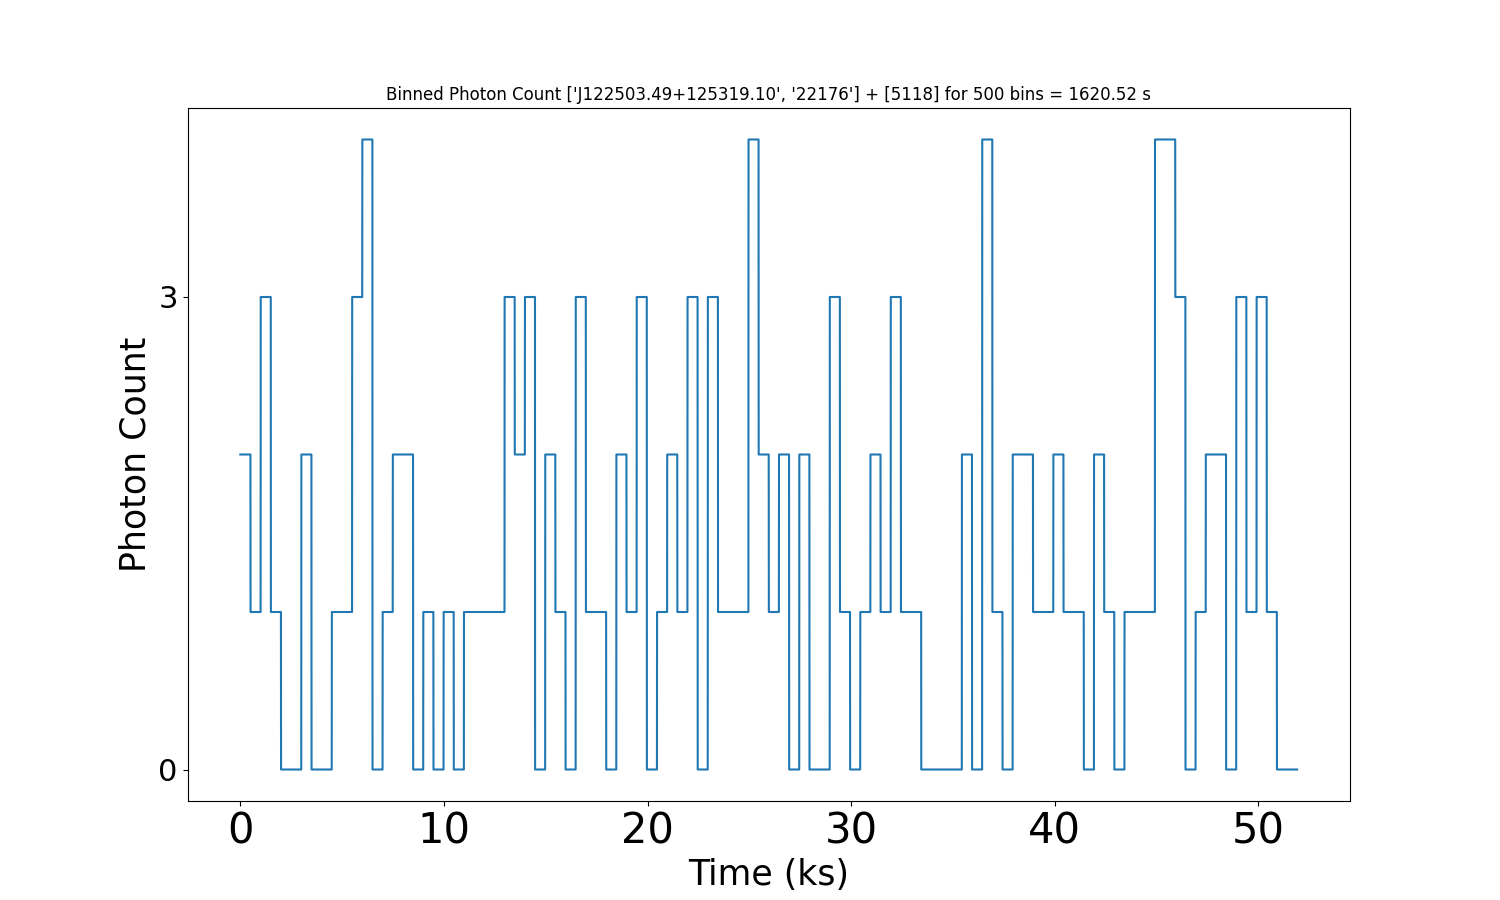 Binned Photon Count ['J122503.49+125319.10', '22176'] + [5118] for 500 bins = 1620.52 s
Photon Count
3
0
0 10 20 30 40 50
Time (ks)